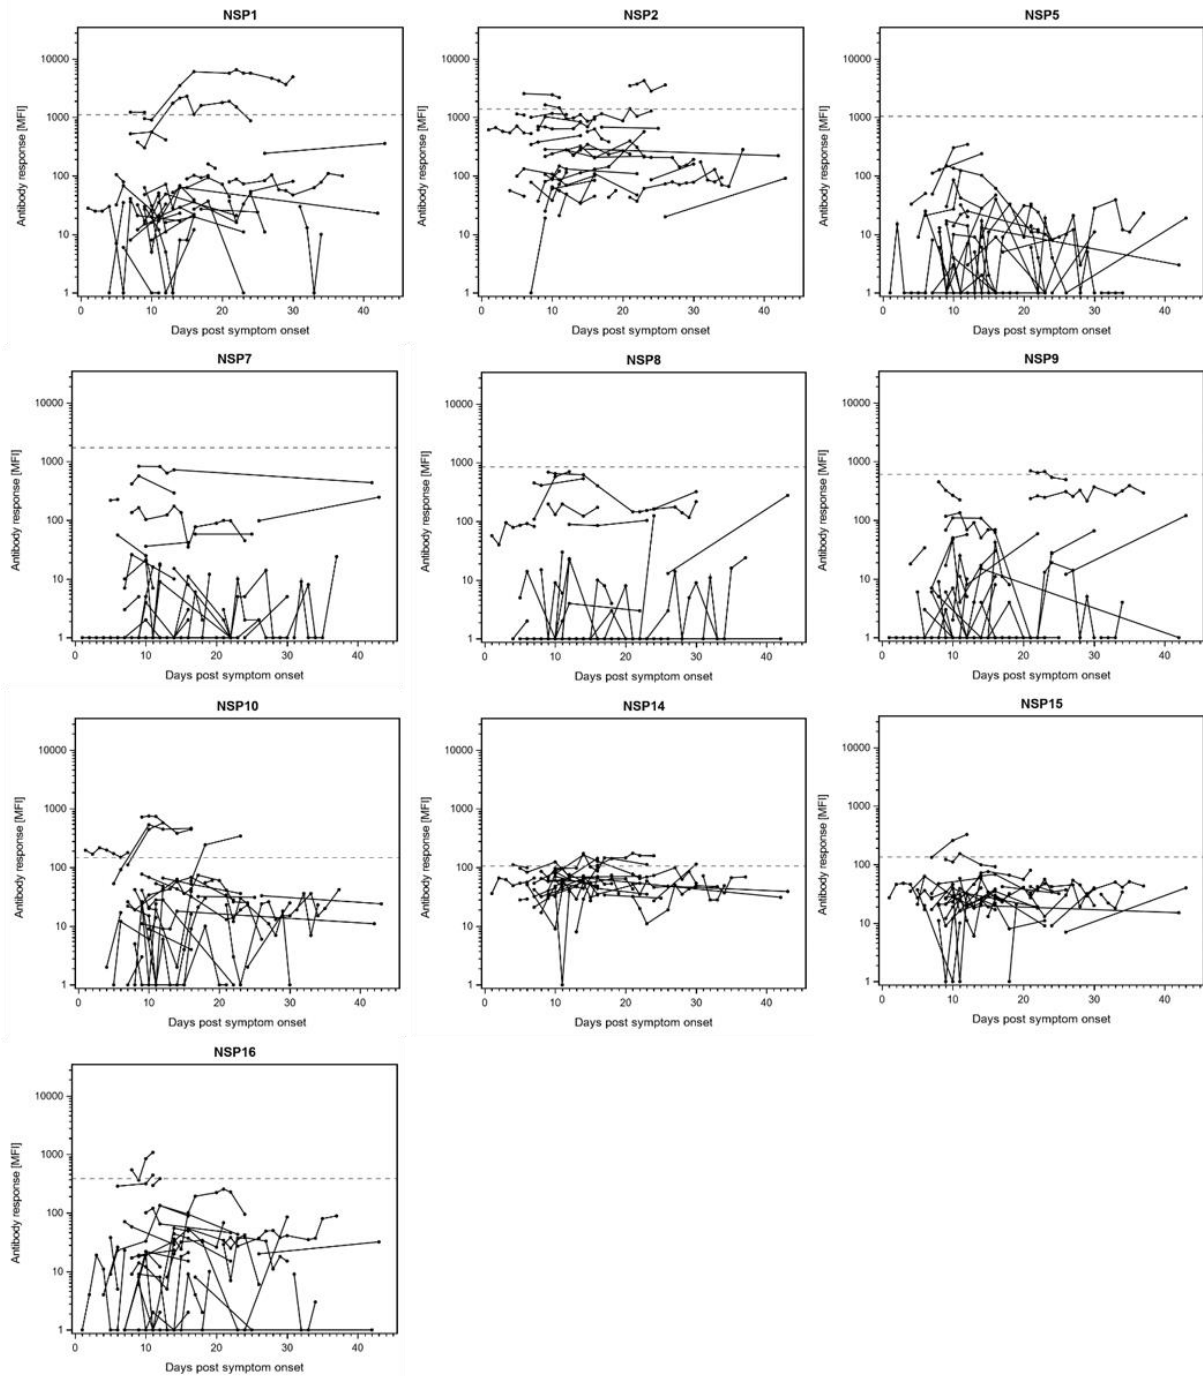 NSP1 NSP2 NSP5
Antibody response [MFI] 10000 1000 100 10 1 Antibody response [MFI] 10000 1000 100 10 1 Antibody response [MFI] 10000 1000 100 10 1
0 10 20 30 40 0 10 20 30 40 0 10 20 30 40
Days post symptom onset Days post symptom onset Days post symptom onset
NSP7 NSP8 NSP9
Antibody response [MFI] 10000 1000 100 10 1 Antibody response [MFI] 10000 1000 100 10 1 Antibody response [MFI] 10000 1000 100 10 1
0 10 20 30 40 0 10 20 30 40 0 10 20 30 40
Days post symptom onset Days post symptom onset Days post symptom onset
NSP10 NSP14 NSP15
Antibody response [MFI] 10000 1000 100 10 1 Antibody response [MFI] 10000 1000 100 10 1 Antibody response [MFI] 10000 1000 100 10 1
0 10 20 30 40 0 10 20 30 40 0 10 20 30 40
Days post symptom onset Days post symptom onset Days post symptom onset
NSP16
Antibody response [MFI] 10000 1000 100 10 1
0 10 20 30 40
Days post symptom onset